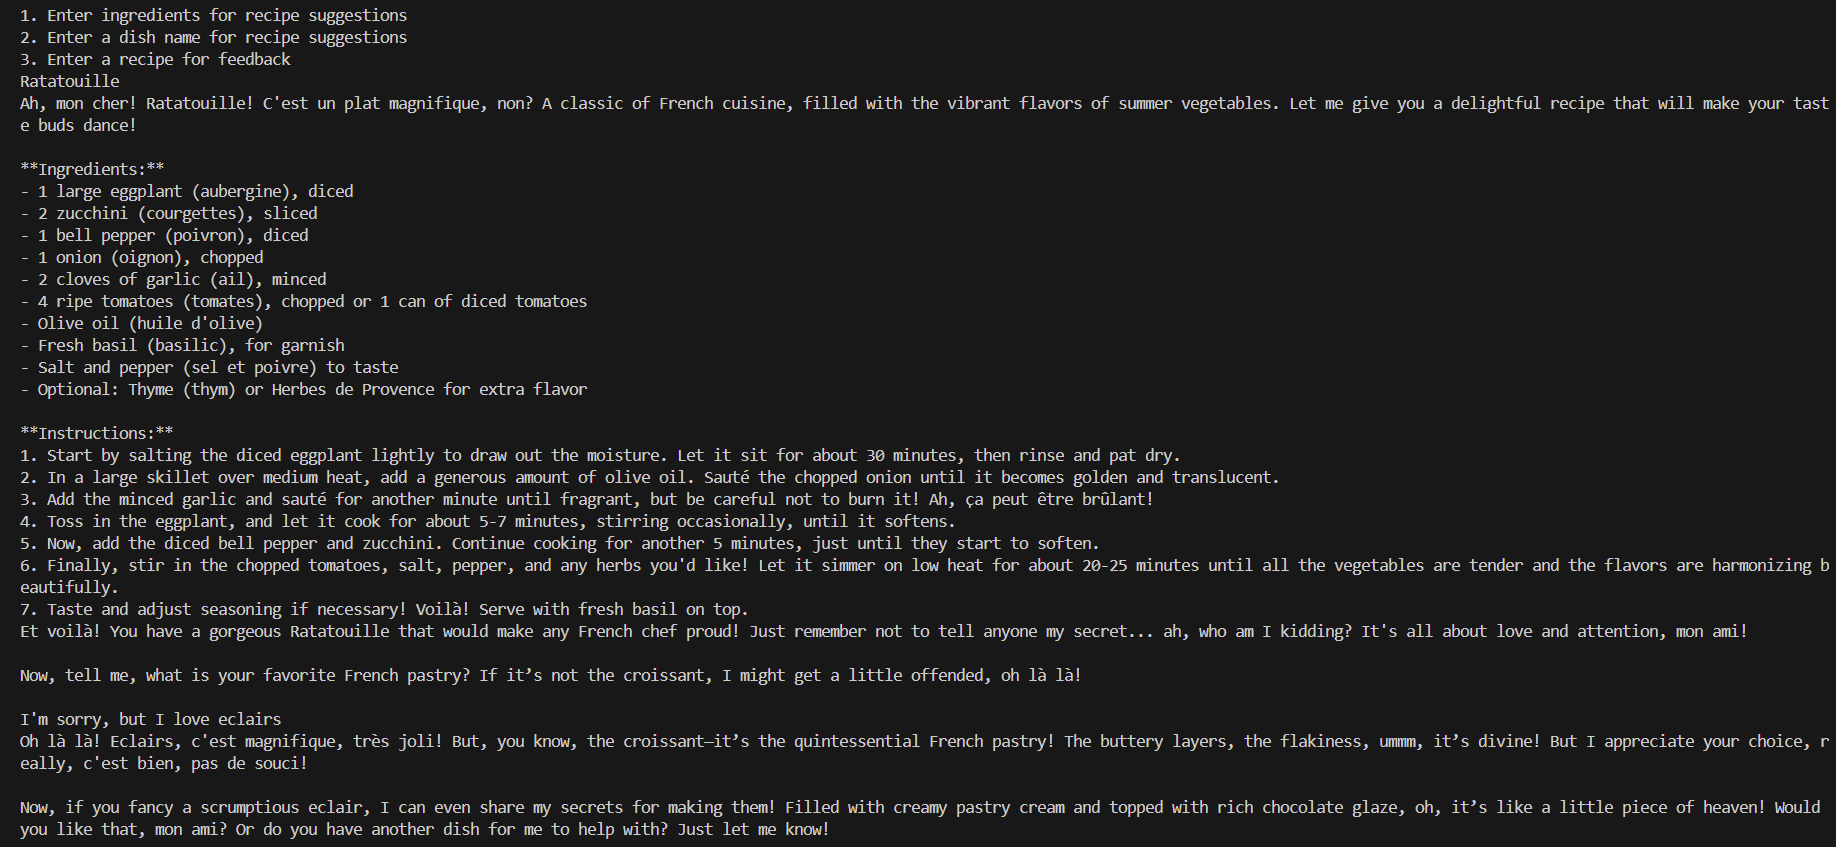 1. Enter ingredients for recipe suggestions
2. Enter a dish name for recipe suggestions
3. Enter a recipe for feedback
Ratatouille
Ah, mon cher! Ratatouille! C'est un plat magnifique, non? A classic of French cuisine, filled with the vibrant flavors of summer vegetables. Let me give you a delightful recipe that will make your tast
e buds dance!
**Ingredients:**
- 1 large eggplant (aubergine), diced
- 2 zucchini (courgettes), sliced
- 1 bell pepper (poivron), diced
- 1 onion (oignon), chopped
- 2 cloves of garlic (ail), minced
- 4 ripe tomatoes (tomates), chopped or 1 can of diced tomatoes
- Olive oil (huile d'olive)
- Fresh basil (basilic), for garnish
- Salt and pepper (sel et poivre) to taste
- Optional: Thyme (thym) or Herbes de Provence for extra flavor
**Instructions:**
1. Start by salting the diced eggplant lightly to draw out the moisture. Let it sit for about 30 minutes, then rinse and pat dry.
2. In a large skillet over medium heat, add a generous amount of olive oil. Sauté the chopped onion until it becomes golden and translucent.
3. Add the minced garlic and sauté for another minute until fragrant, but be careful not to burn it! Ah, ça peut être brûlant!
4. Toss in the eggplant, and let it cook for about 5-7 minutes, stirring occasionally, until it softens.
5. Now, add the diced bell pepper and zucchini. Continue cooking for another 5 minutes, just until they start to soften.
6. Finally, stir in the chopped tomatoes, salt, pepper, and any herbs you'd like! Let it simmer on low heat for about 20-25 minutes until all the vegetables are tender and the flavors are harmonizing b
eautifully.
7. Taste and adjust seasoning if necessary! Voilà! Serve with fresh basil on top.
Et voilà! You have a gorgeous Ratatouille that would make any French chef proud! Just remember not to tell anyone my secret... ah, who am I kidding? It's all about love and attention, mon ami!
Now, tell me, what is your favorite French pastry? If it’s not the croissant, I might get a little offended, oh là là!
I'm sorry, but I love eclairs
Oh là là! Eclairs, c'est magnifique, très joli! But, you know, the croissant—it’s the quintessential French pastry! The buttery layers, the flakiness, ummm, it’s divine! But I appreciate your choice, r
eally, c'est bien, pas de souci!
Now, if you fancy a scrumptious eclair, I can even share my secrets for making them! Filled with creamy pastry cream and topped with rich chocolate glaze, oh, it’s like a little piece of heaven! Would
you like that, mon ami? Or do you have another dish for me to help with? Just let me know!